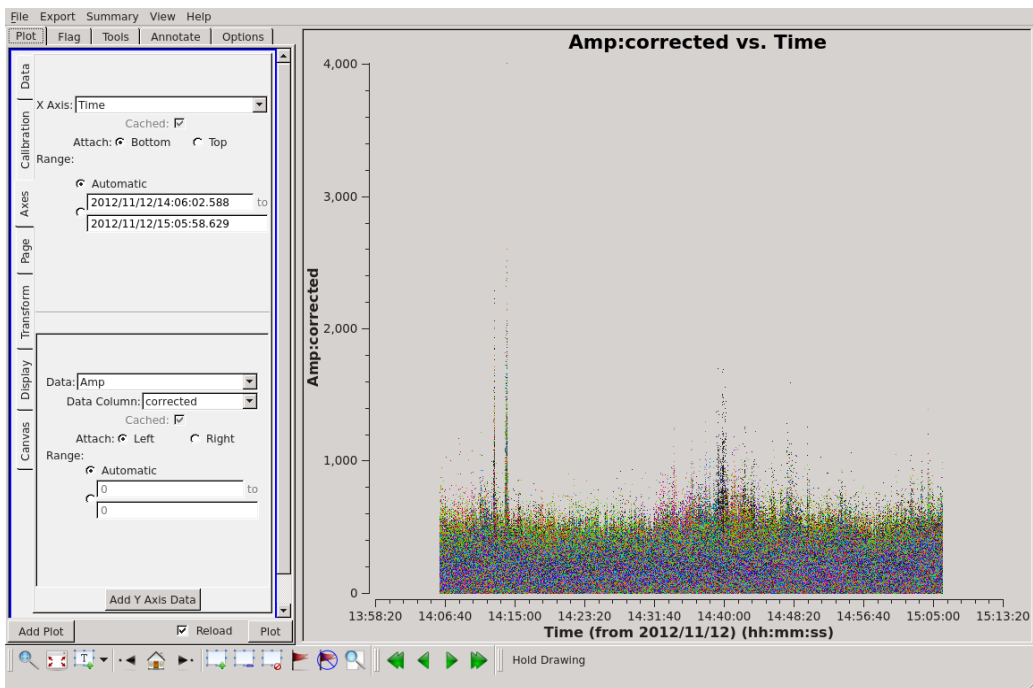 File Export Summary View Help
Plot Flag Tools Annotate Options
Data
Calibration
Axes
Page
Transform
Display
Canvas
X Axis: Time
Cached:
Attach: Bottom Top
Range:
Automatic
2012/11/12/14:06:02.588 to
2012/11/12/15:05:58.629
Data: Amp
Data Column: corrected
Cached:
Attach: Left Right
Range:
Automatic
0 to
0
Add Y Axis Data
Add Plot Reload Plot
Amp:corrected vs. Time
Amp:corrected
4,000
3,000
2,000
1,000
0
13:58:20 14:06:40 14:15:00 14:23:20 14:31:40 14:40:00 14:48:20 14:56:40 15:05:00 15:13:20
Time (from 2012/11/12) (hh:mm:ss)
T
Hold Drawing